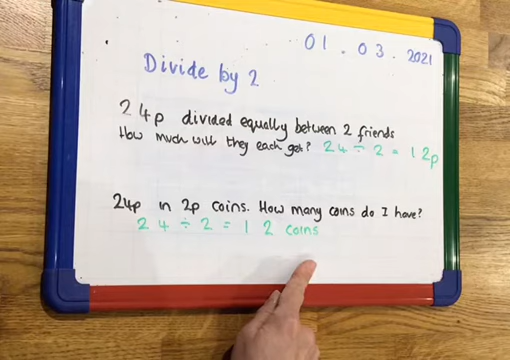 01.03.2021
Divide by 2
24p divided equally between 2 friends
How much will they each get? 24 ÷ 2 = 12p
24p in 2p coins. How many coins do I have?
24 ÷ 2 = 12 coins